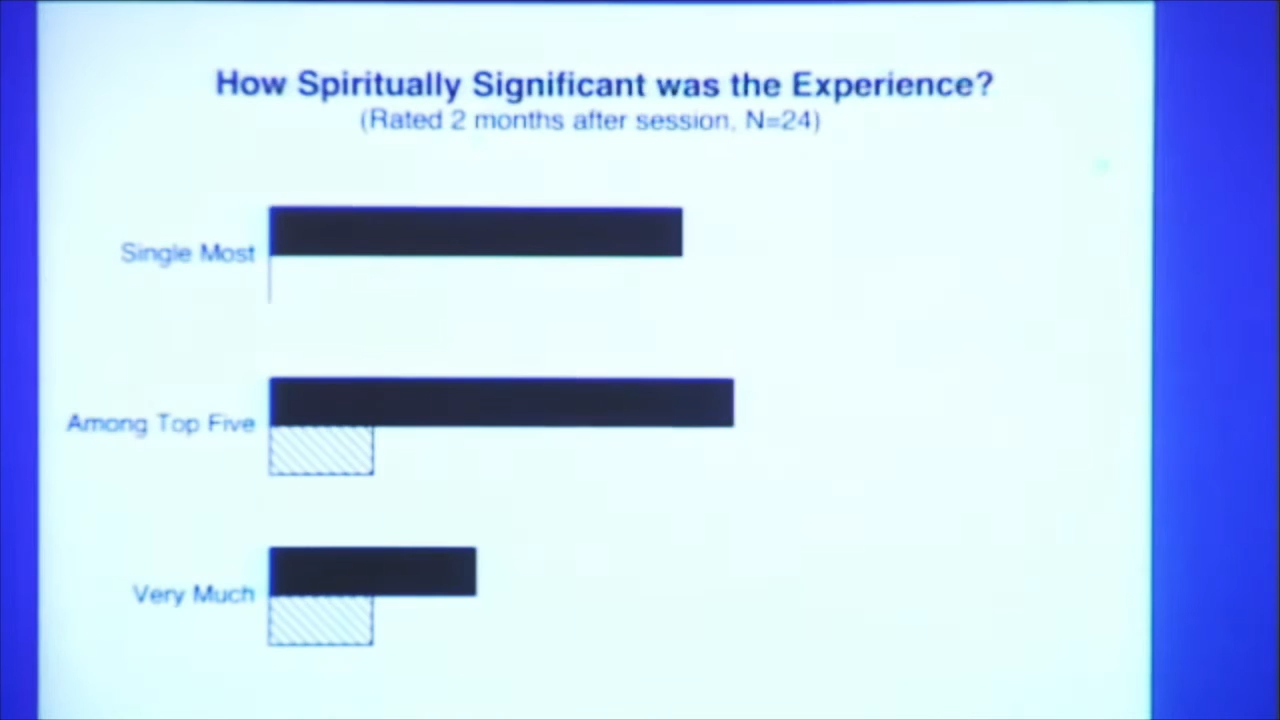 How Spiritually Significant was the Experience?
(Rated 2 months after session, N=24)
Single Most
Among Top Five
Very Much